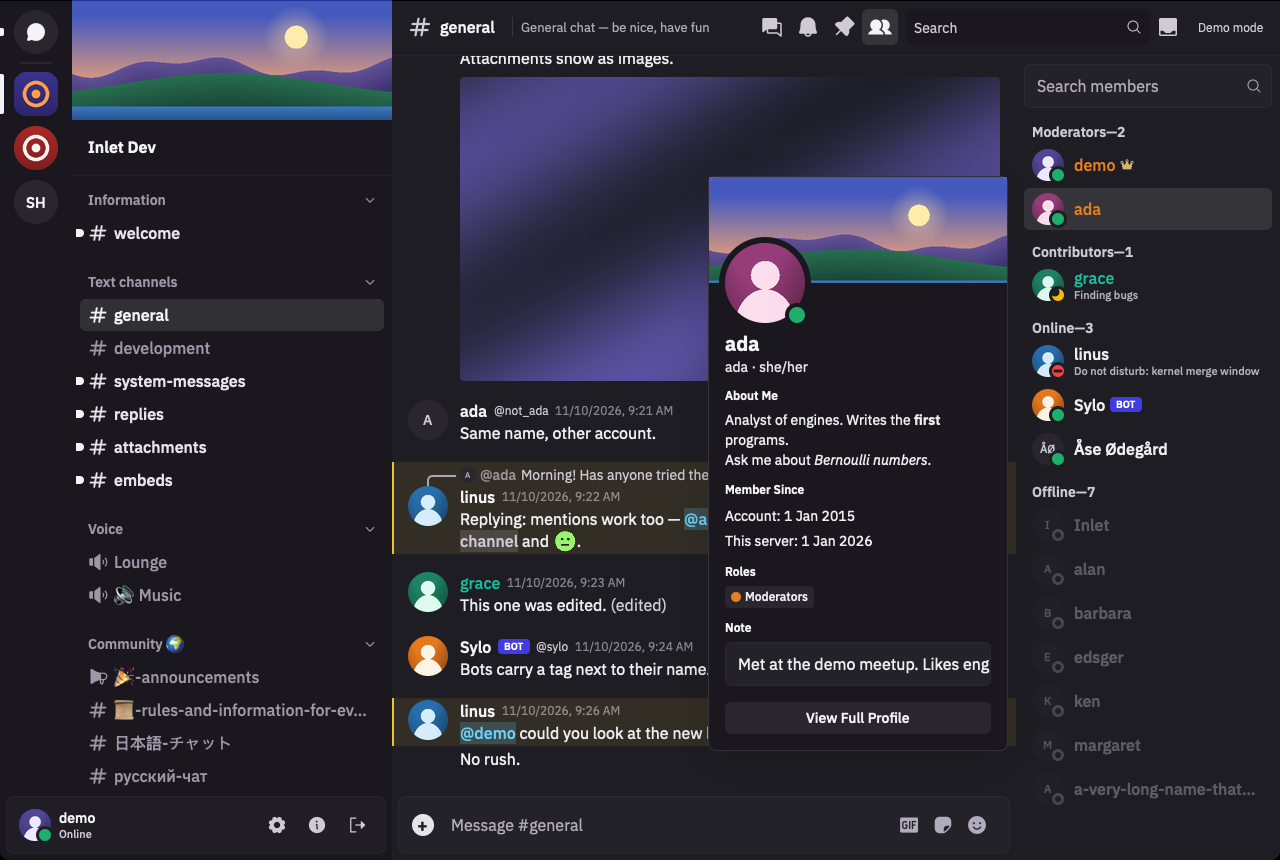 SH
Inlet Dev
Information
# welcome
Text channels
# general
# development
# system-messages
# replies
# attachments
# embeds
Voice
Lounge
🔊 Music
Community 🌍
🎉-announcements
# 📜-rules-and-information-for-ev...
# 日本語-チャット
# русский-чат
demo
Online
# general
General chat — be nice, have fun
Search
Demo mode
Attachments show as images.
A
ada @not_ada 11/10/2026, 9:21 AM
Same name, other account.
A @ada Morning! Has anyone tried the
linus 11/10/2026, 9:22 AM
Replying: mentions work too — @a
channel and 😐.
grace 11/10/2026, 9:23 AM
This one was edited. (edited)
Sylo BOT @sylo 11/10/2026, 9:24 AM
Bots carry a tag next to their name.
linus 11/10/2026, 9:26 AM
@demo could you look at the new
No rush.
Message #general
GIF
ada
ada · she/her
About Me
Analyst of engines. Writes the first
programs.
Ask me about Bernoulli numbers.
Member Since
Account: 1 Jan 2015
This server: 1 Jan 2026
Roles
Moderators
Note
Met at the demo meetup. Likes eng
View Full Profile
Search members
Moderators—2
demo
ada
Contributors—1
grace
Finding bugs
Online—3
linus
Do not disturb: kernel merge window
Sylo BOT
ÅØ Åse Ødegård
Offline—7
I Inlet
A alan
B barbara
E edsger
K ken
M margaret
A a-very-long-name-that...